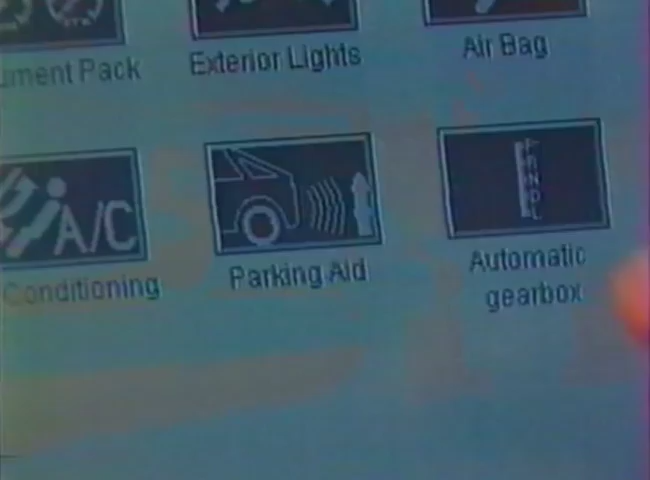 ument Pack
Exterior Lights
Air Bag
A/C
Conditioning
Parking Aid
P R N D L
Automatic
gearbox